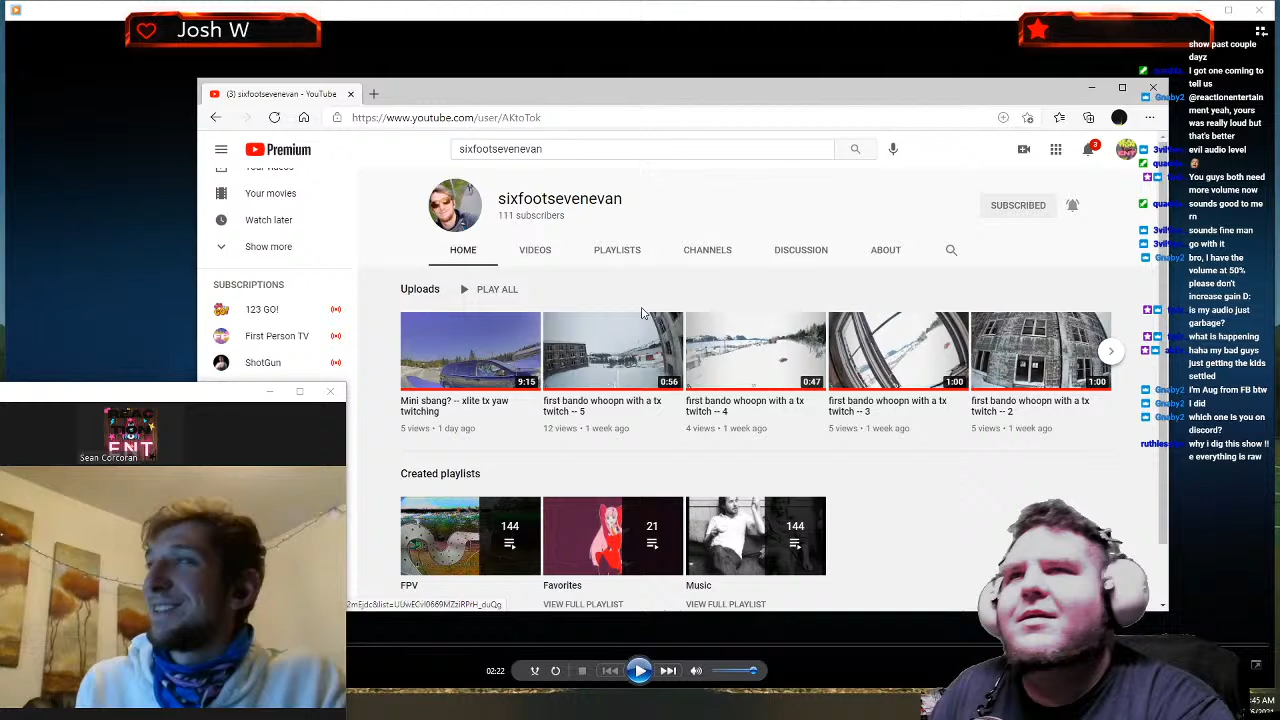 Josh W
(3) sixfootsevenevan - YouTube
https://www.youtube.com/user/AKtoTok
Premium
sixfootsevenevan
3
Your movies
Watch later
Show more
SUBSCRIPTIONS
123 GO!
First Person TV
ShotGun
sixfootsevenevan
111 subscribers
SUBSCRIBED
HOME
VIDEOS
PLAYLISTS
CHANNELS
DISCUSSION
ABOUT
Uploads
PLAY ALL
9:15
0:56
0:47
1:00
1:00
Mini sbang? -- xlite tx yaw
twitching
5 views • 1 day ago
first bando whoopn with a tx
twitch -- 5
12 views • 1 week ago
first bando whoopn with a tx
twitch -- 4
4 views • 1 week ago
first bando whoopn with a tx
twitch -- 3
5 views • 1 week ago
first bando whoopn with a tx
twitch -- 2
5 views • 1 week ago
Created playlists
144
21
144
FPV
Favorites
Music
VIEW FULL PLAYLIST
VIEW FULL PLAYLIST
REAC
TION
ENT
Sean Corcoran
02:22
show past couple
dayz
I got one coming to
tell us
Gnaby2 @reactionentertain
ment yeah, yours
was really loud but
that's better
evil audio level
You guys both need
more volume now
sounds good to me
rn
sounds fine man
go with it
Gnaby2 bro, I have the
volume at 50%
please don't
increase gain D:
is my audio just
garbage?
what is happening
haha my bad guys
just getting the kids
settled
Gnaby2 I'm Aug from FB btw
Gnaby2 I did
Gnaby2 which one is you on
discord?
why i dig this show !!
e everything is raw